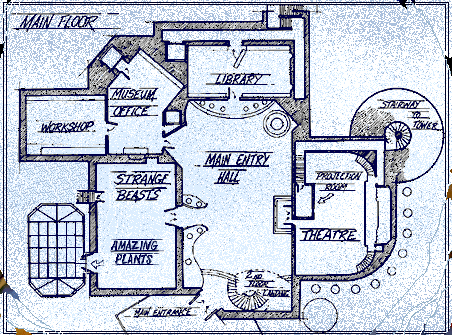 MAIN FLOOR
LIBRARY
MUSEUM
OFFICE
WORKSHOP
STAIRWAY
TO
TOWER
MAIN ENTRY
HALL
STRANGE
BEASTS
PROJECTION
ROOM
THEATRE
AMAZING
PLANTS
2ND
FLOOR
LANDING
MAIN ENTRANCE